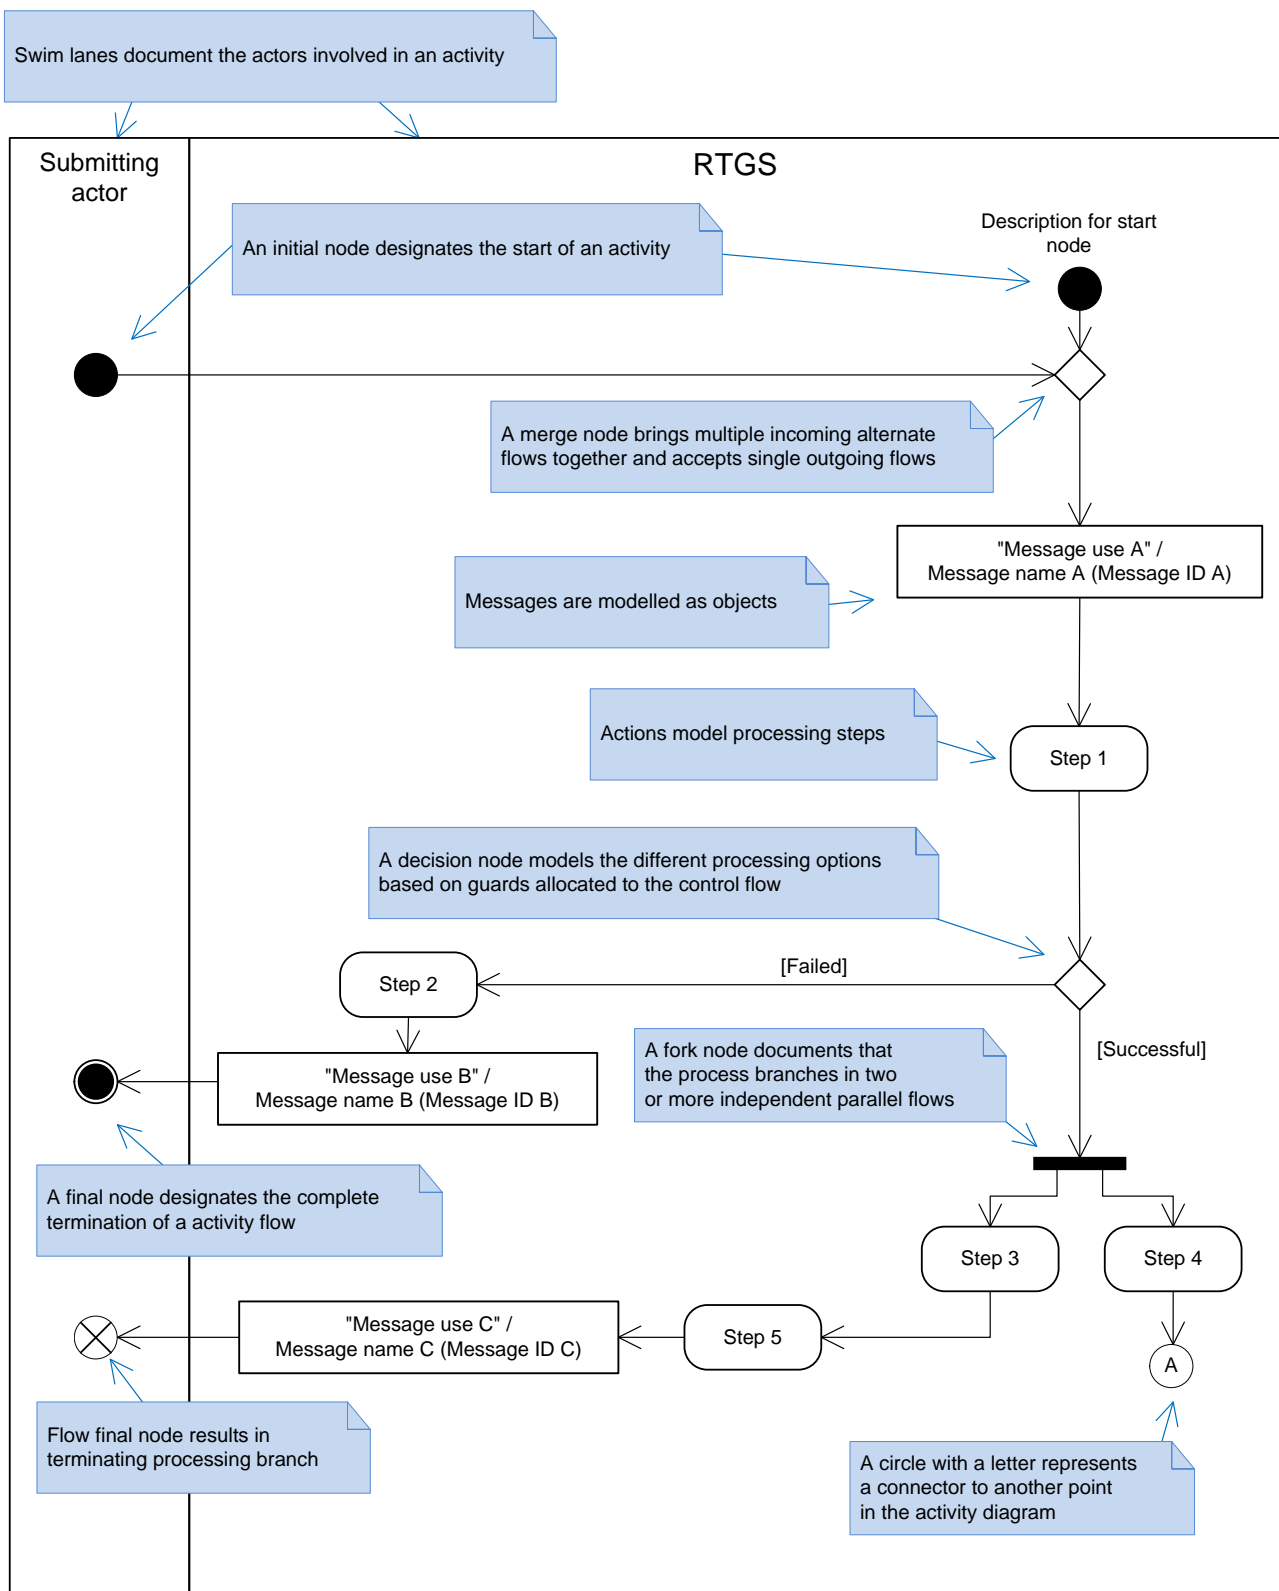 Swim lanes document the actors involved in an activity
Submitting
actor
RTGS
An initial node designates the start of an activity
Description for start
node
A merge node brings multiple incoming alternate
flows together and accepts single outgoing flows
"Message use A" /
Message name A (Message ID A)
Messages are modelled as objects
Actions model processing steps
Step 1
A decision node models the different processing options
based on guards allocated to the control flow
[Failed]
Step 2
[Successful]
A fork node documents that
the process branches in two
or more independent parallel flows
"Message use B" /
Message name B (Message ID B)
A final node designates the complete
termination of a activity flow
Step 3
Step 4
"Message use C" /
Message name C (Message ID C)
Step 5
A
Flow final node results in
terminating processing branch
A circle with a letter represents
a connector to another point
in the activity diagram